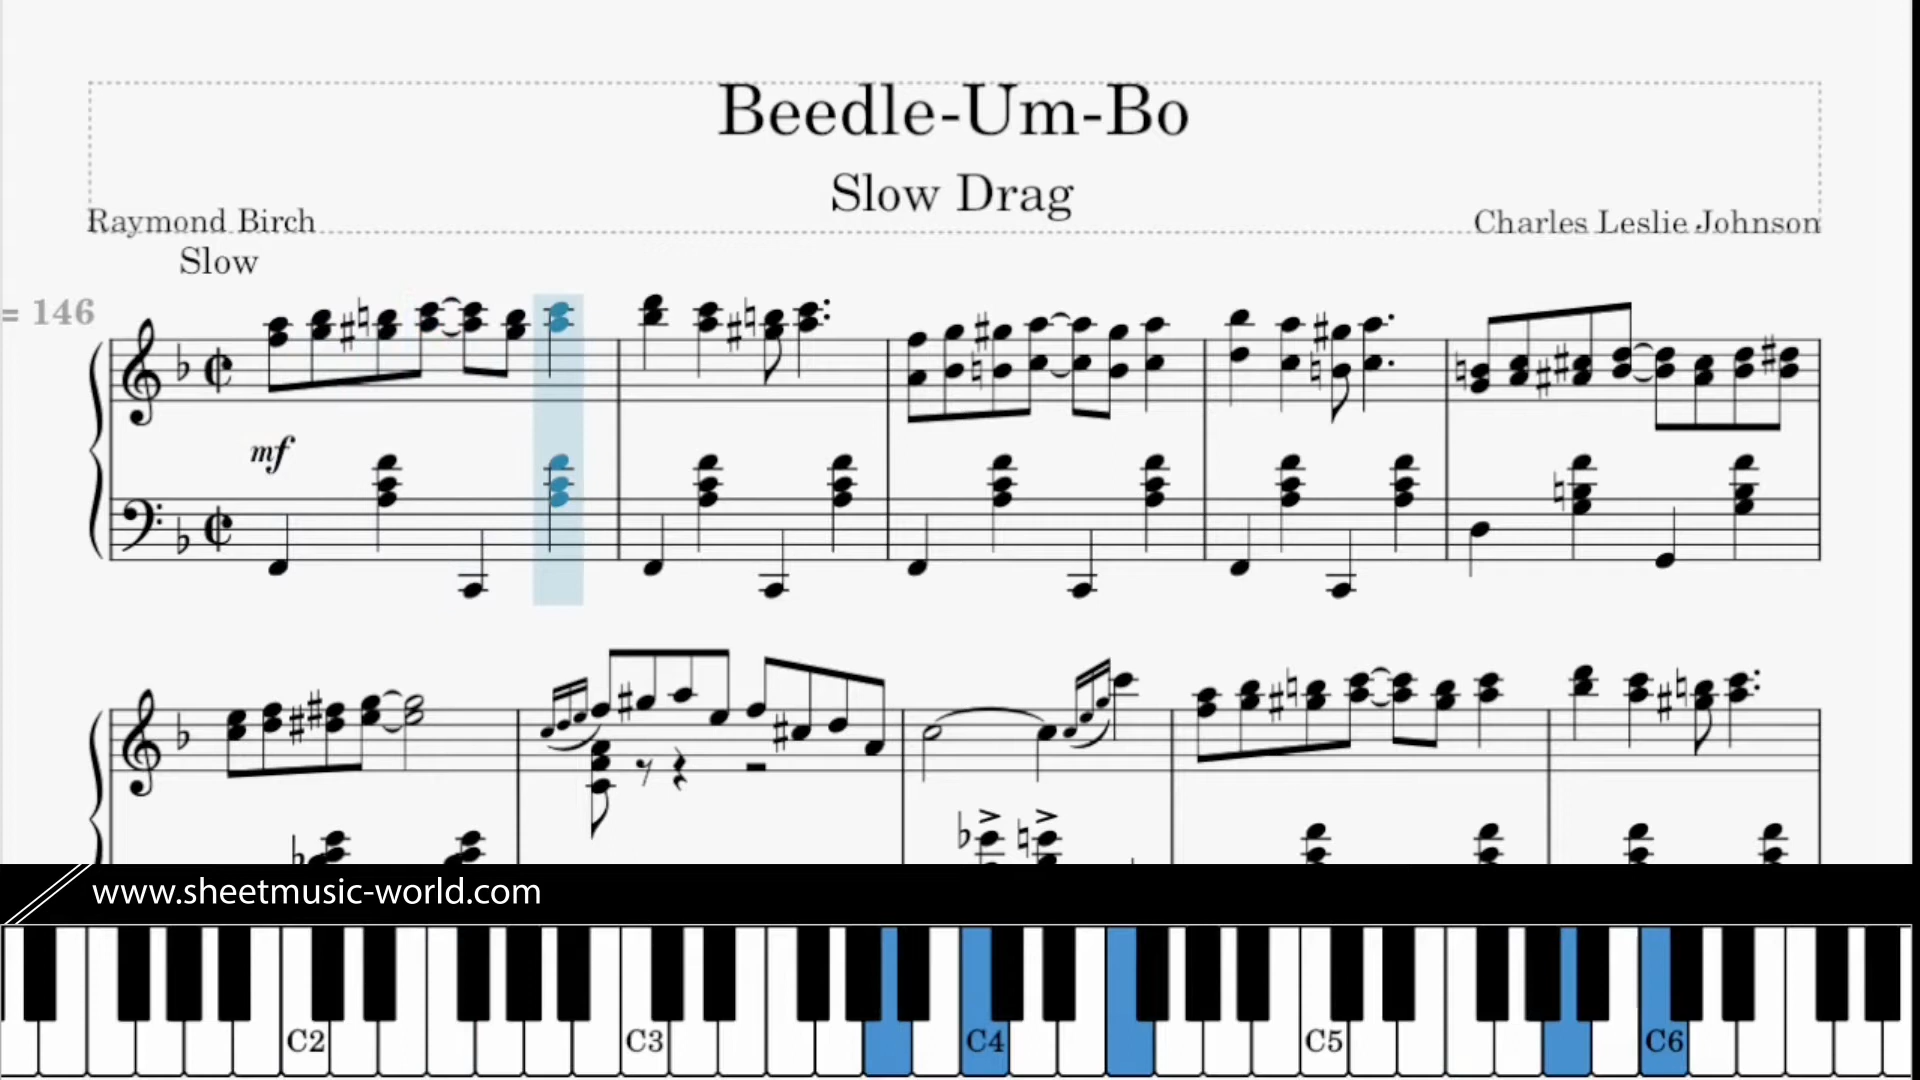 Beedle-Um-Bo
Slow Drag
Raymond Birch
Charles Leslie Johnson
Slow
= 146
mf
www.sheetmusic-world.com
C2 C3 C4 C5 C6